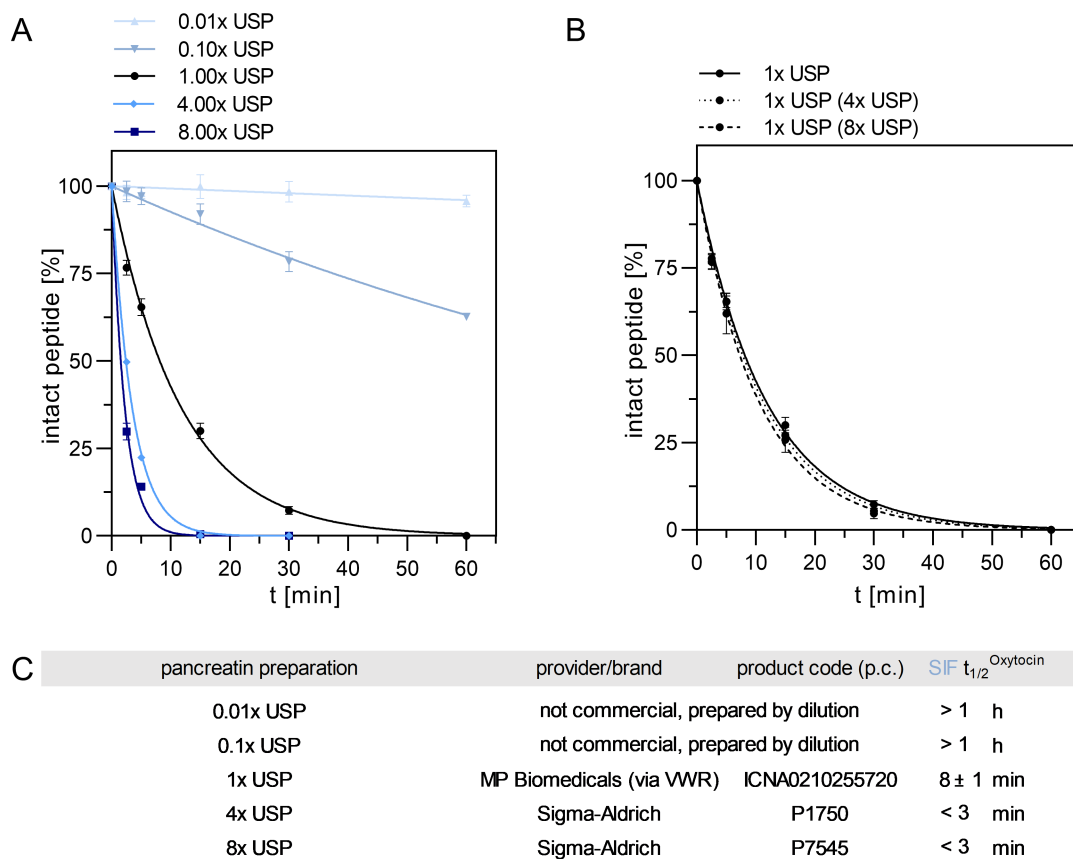 A
0.01x USP
0.10x USP
1.00x USP
4.00x USP
8.00x USP
intact peptide [%]
100
75
50
25
0
0 10 20 30 40 50 60
t [min]
B
1x USP
1x USP (4x USP)
1x USP (8x USP)
intact peptide [%]
100
75
50
25
0
0 10 20 30 40 50 60
t [min]
C
pancreatin preparation provider/brand product code (p.c.) SIF t1/2 Oxytocin
0.01x USP not commercial, prepared by dilution > 1 h
0.1x USP not commercial, prepared by dilution > 1 h
1x USP MP Biomedicals (via VWR) ICNA0210255720 8 ± 1 min
4x USP Sigma-Aldrich P1750 < 3 min
8x USP Sigma-Aldrich P7545 < 3 min